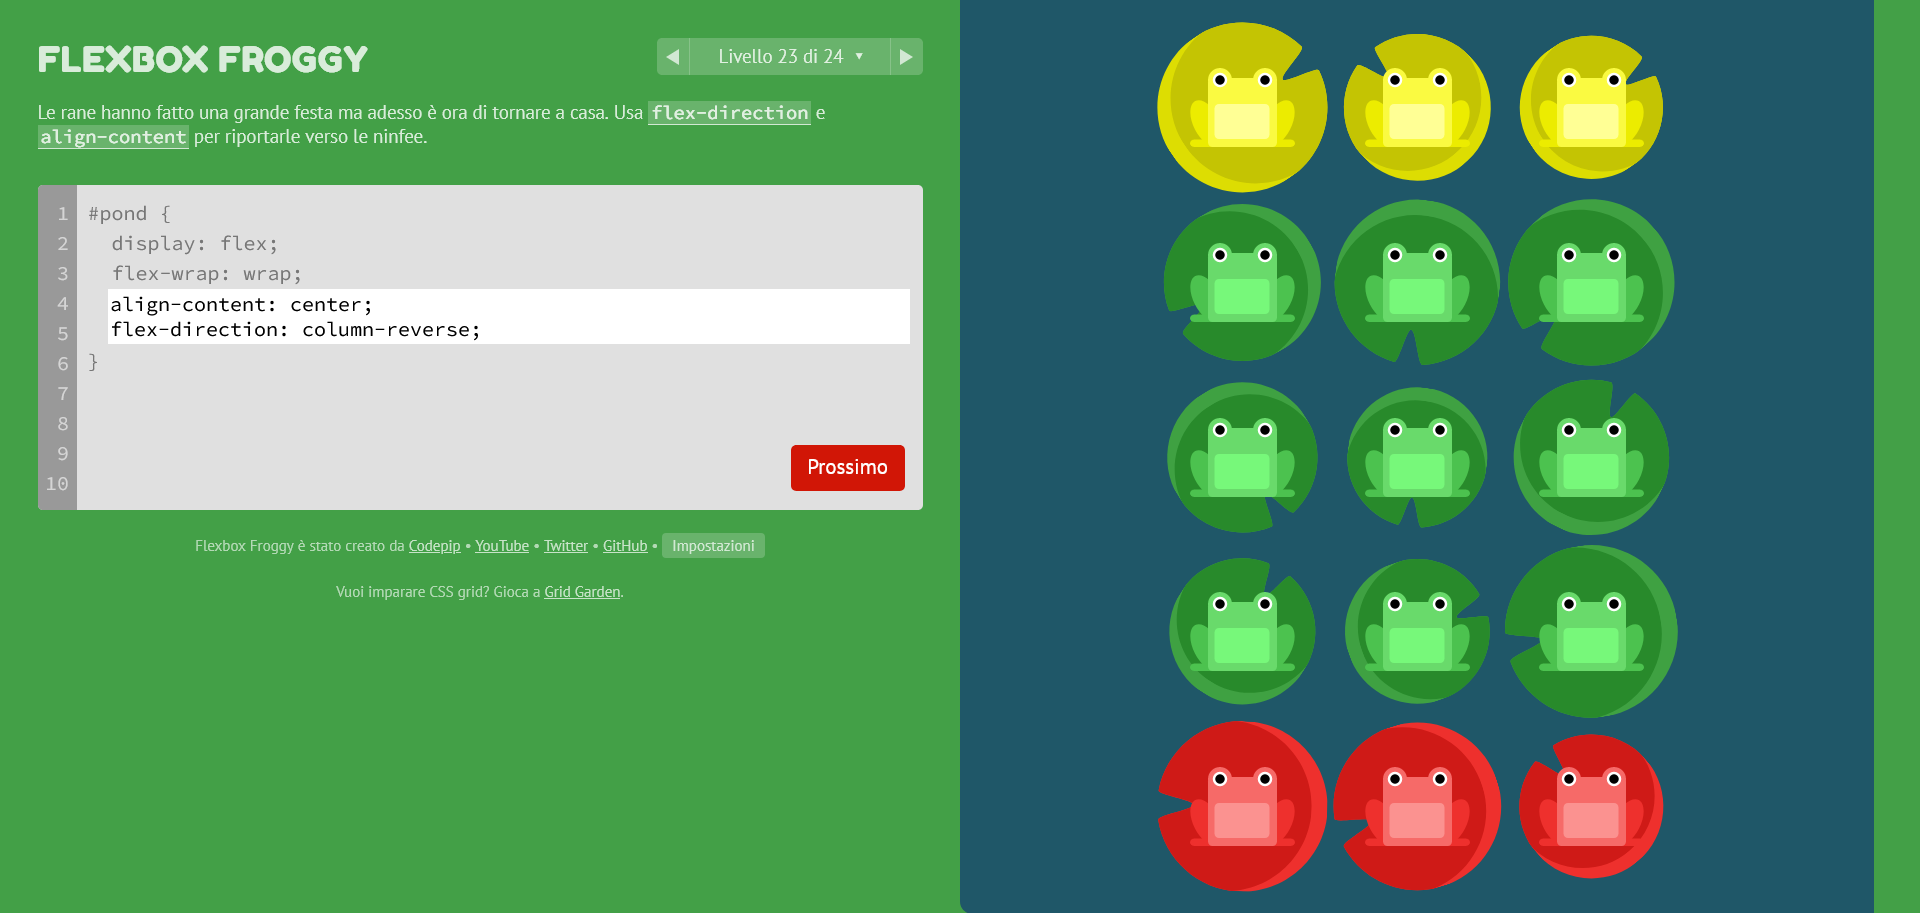 FLEXBOX FROGGY
Livello 23 di 24 ▼
Le rane hanno fatto una grande festa ma adesso è ora di tornare a casa. Usa flex-direction e
align-content per riportarle verso le ninfee.
1 #pond {
2 display: flex;
3 flex-wrap: wrap;
4 align-content: center;
5 flex-direction: column-reverse;
6 }
7
8
9
10
Prossimo
Flexbox Froggy è stato creato da Codepip • YouTube • Twitter • GitHub • Impostazioni
Vuoi imparare CSS grid? Gioca a Grid Garden.